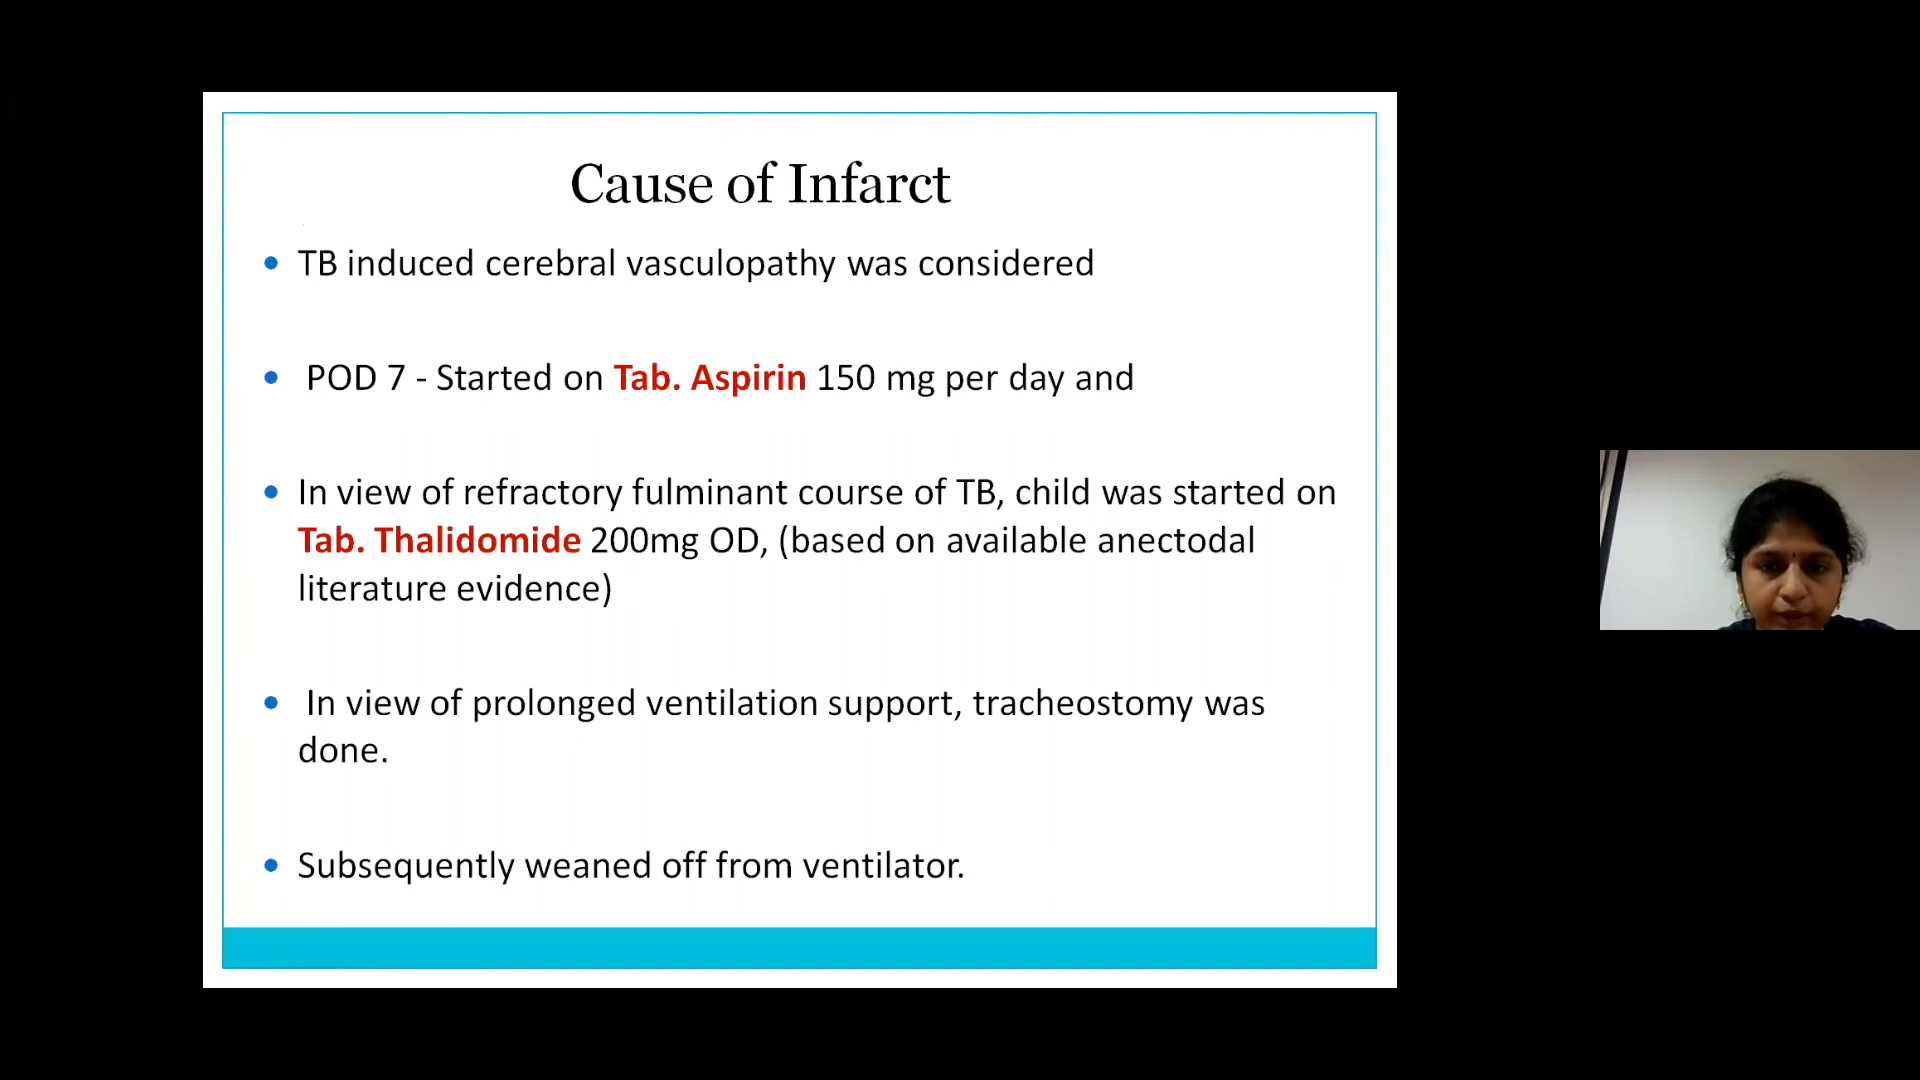 Cause of Infarct
TB induced cerebral vasculopathy was considered
POD 7 - Started on Tab. Aspirin 150 mg per day and
In view of refractory fulminant course of TB, child was started on
Tab. Thalidomide 200mg OD, (based on available anectodal
literature evidence)
In view of prolonged ventilation support, tracheostomy was
done.
Subsequently weaned off from ventilator.